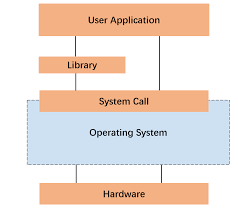 User Application
Library
System Call
Operating System
Hardware